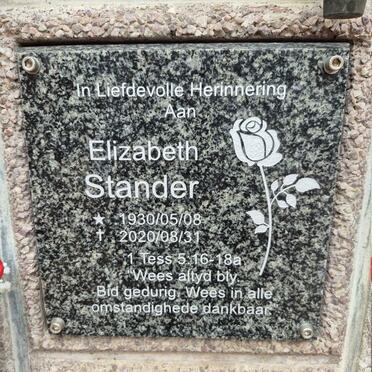 In Liefdevolle Herinnering
Aan
Elizabeth
Stander
★ 1930/05/08
✝ 2020/08/31
1 Tess 5:16-18a
"Wees altyd bly.
Bid gedurig. Wees in alle
omstandighede dankbaar"